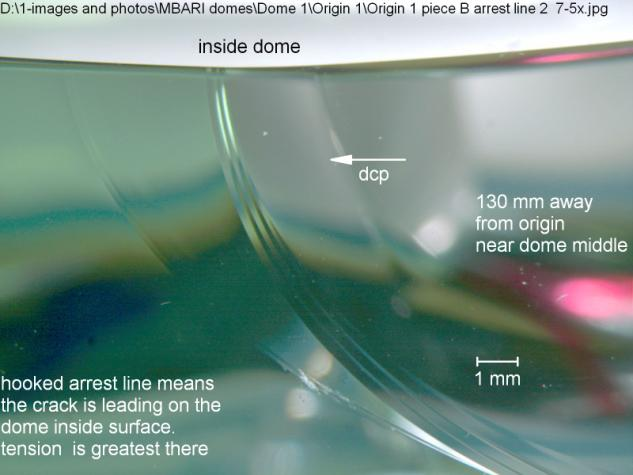 D:\1-images and photos\MBARI domes\Dome 1\Origin 1\Origin 1 piece B arrest line 2  7-5x.jpg
inside dome
dcp
130 mm away
from origin
near dome middle
1 mm
hooked arrest line means
the crack is leading on the
dome inside surface.
tension  is greatest there